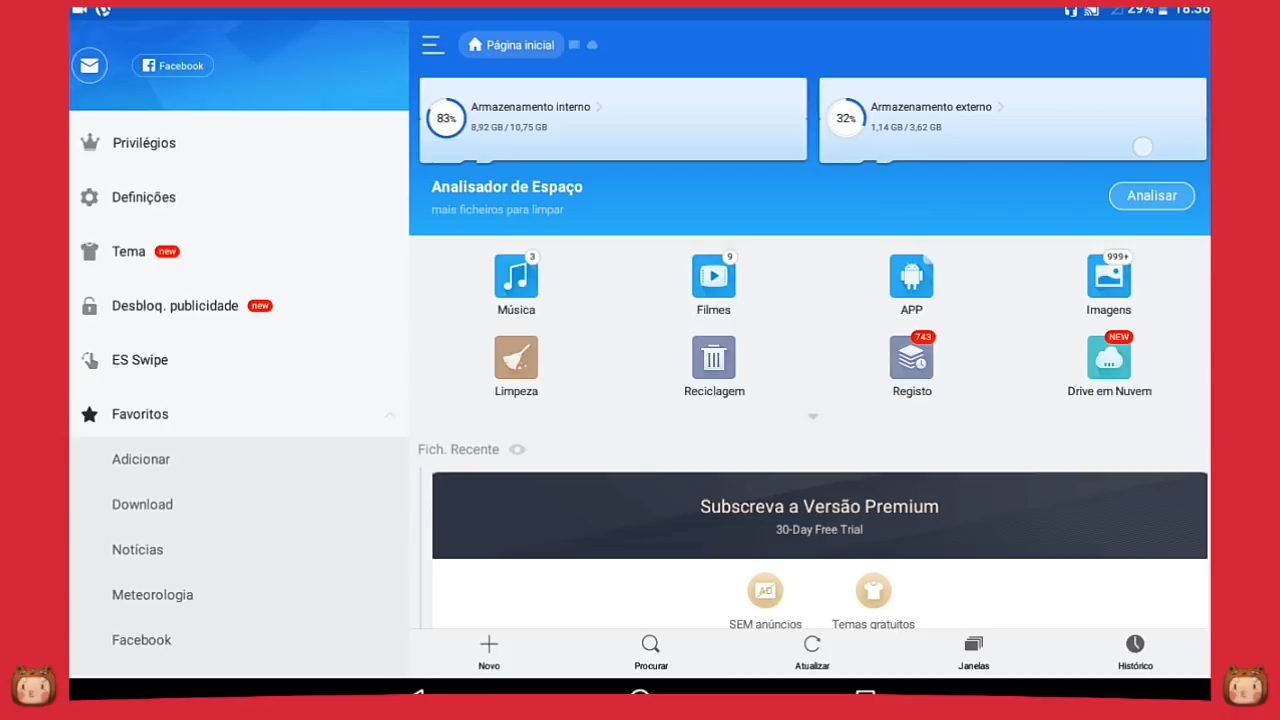 29% 18:36
Facebook
Página inicial
Privilégios
Definições
Tema new
Desbloq. publicidade new
ES Swipe
Favoritos
Adicionar
Download
Notícias
Meteorologia
Facebook
83%
Armazenamento interno
8,92 GB / 10,75 GB
32%
Armazenamento externo
1,14 GB / 3,62 GB
Analisador de Espaço
mais ficheiros para limpar
Analisar
3
Música
9
Filmes
APP
999+
Imagens
Limpeza
Reciclagem
743
Registo
NEW
Drive em Nuvem
Fich. Recente
Subscreva a Versão Premium
30-Day Free Trial
AD
SEM anúncios
Temas gratuitos
Novo
Procurar
Atualizar
Janelas
Histórico
E
E